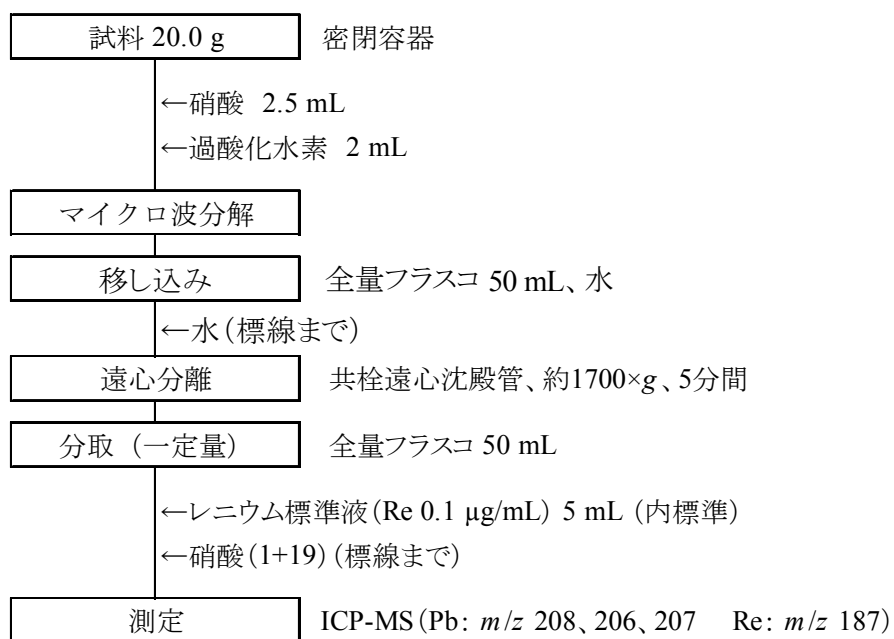 試料 20.0 g 密閉容器
←硝酸 2.5 mL
←過酸化水素 2 mL
マイクロ波分解
移し込み 全量フラスコ 50 mL、水
←水（標線まで）
遠心分離 共栓遠心沈殿管、約1700×g、5分間
分取（一定量） 全量フラスコ 50 mL
←レニウム標準液（Re 0.1 µg/mL） 5 mL （内標準）
←硝酸（1+19）（標線まで）
測定 ICP-MS（Pb: m/z 208、206、207 Re: m/z 187）